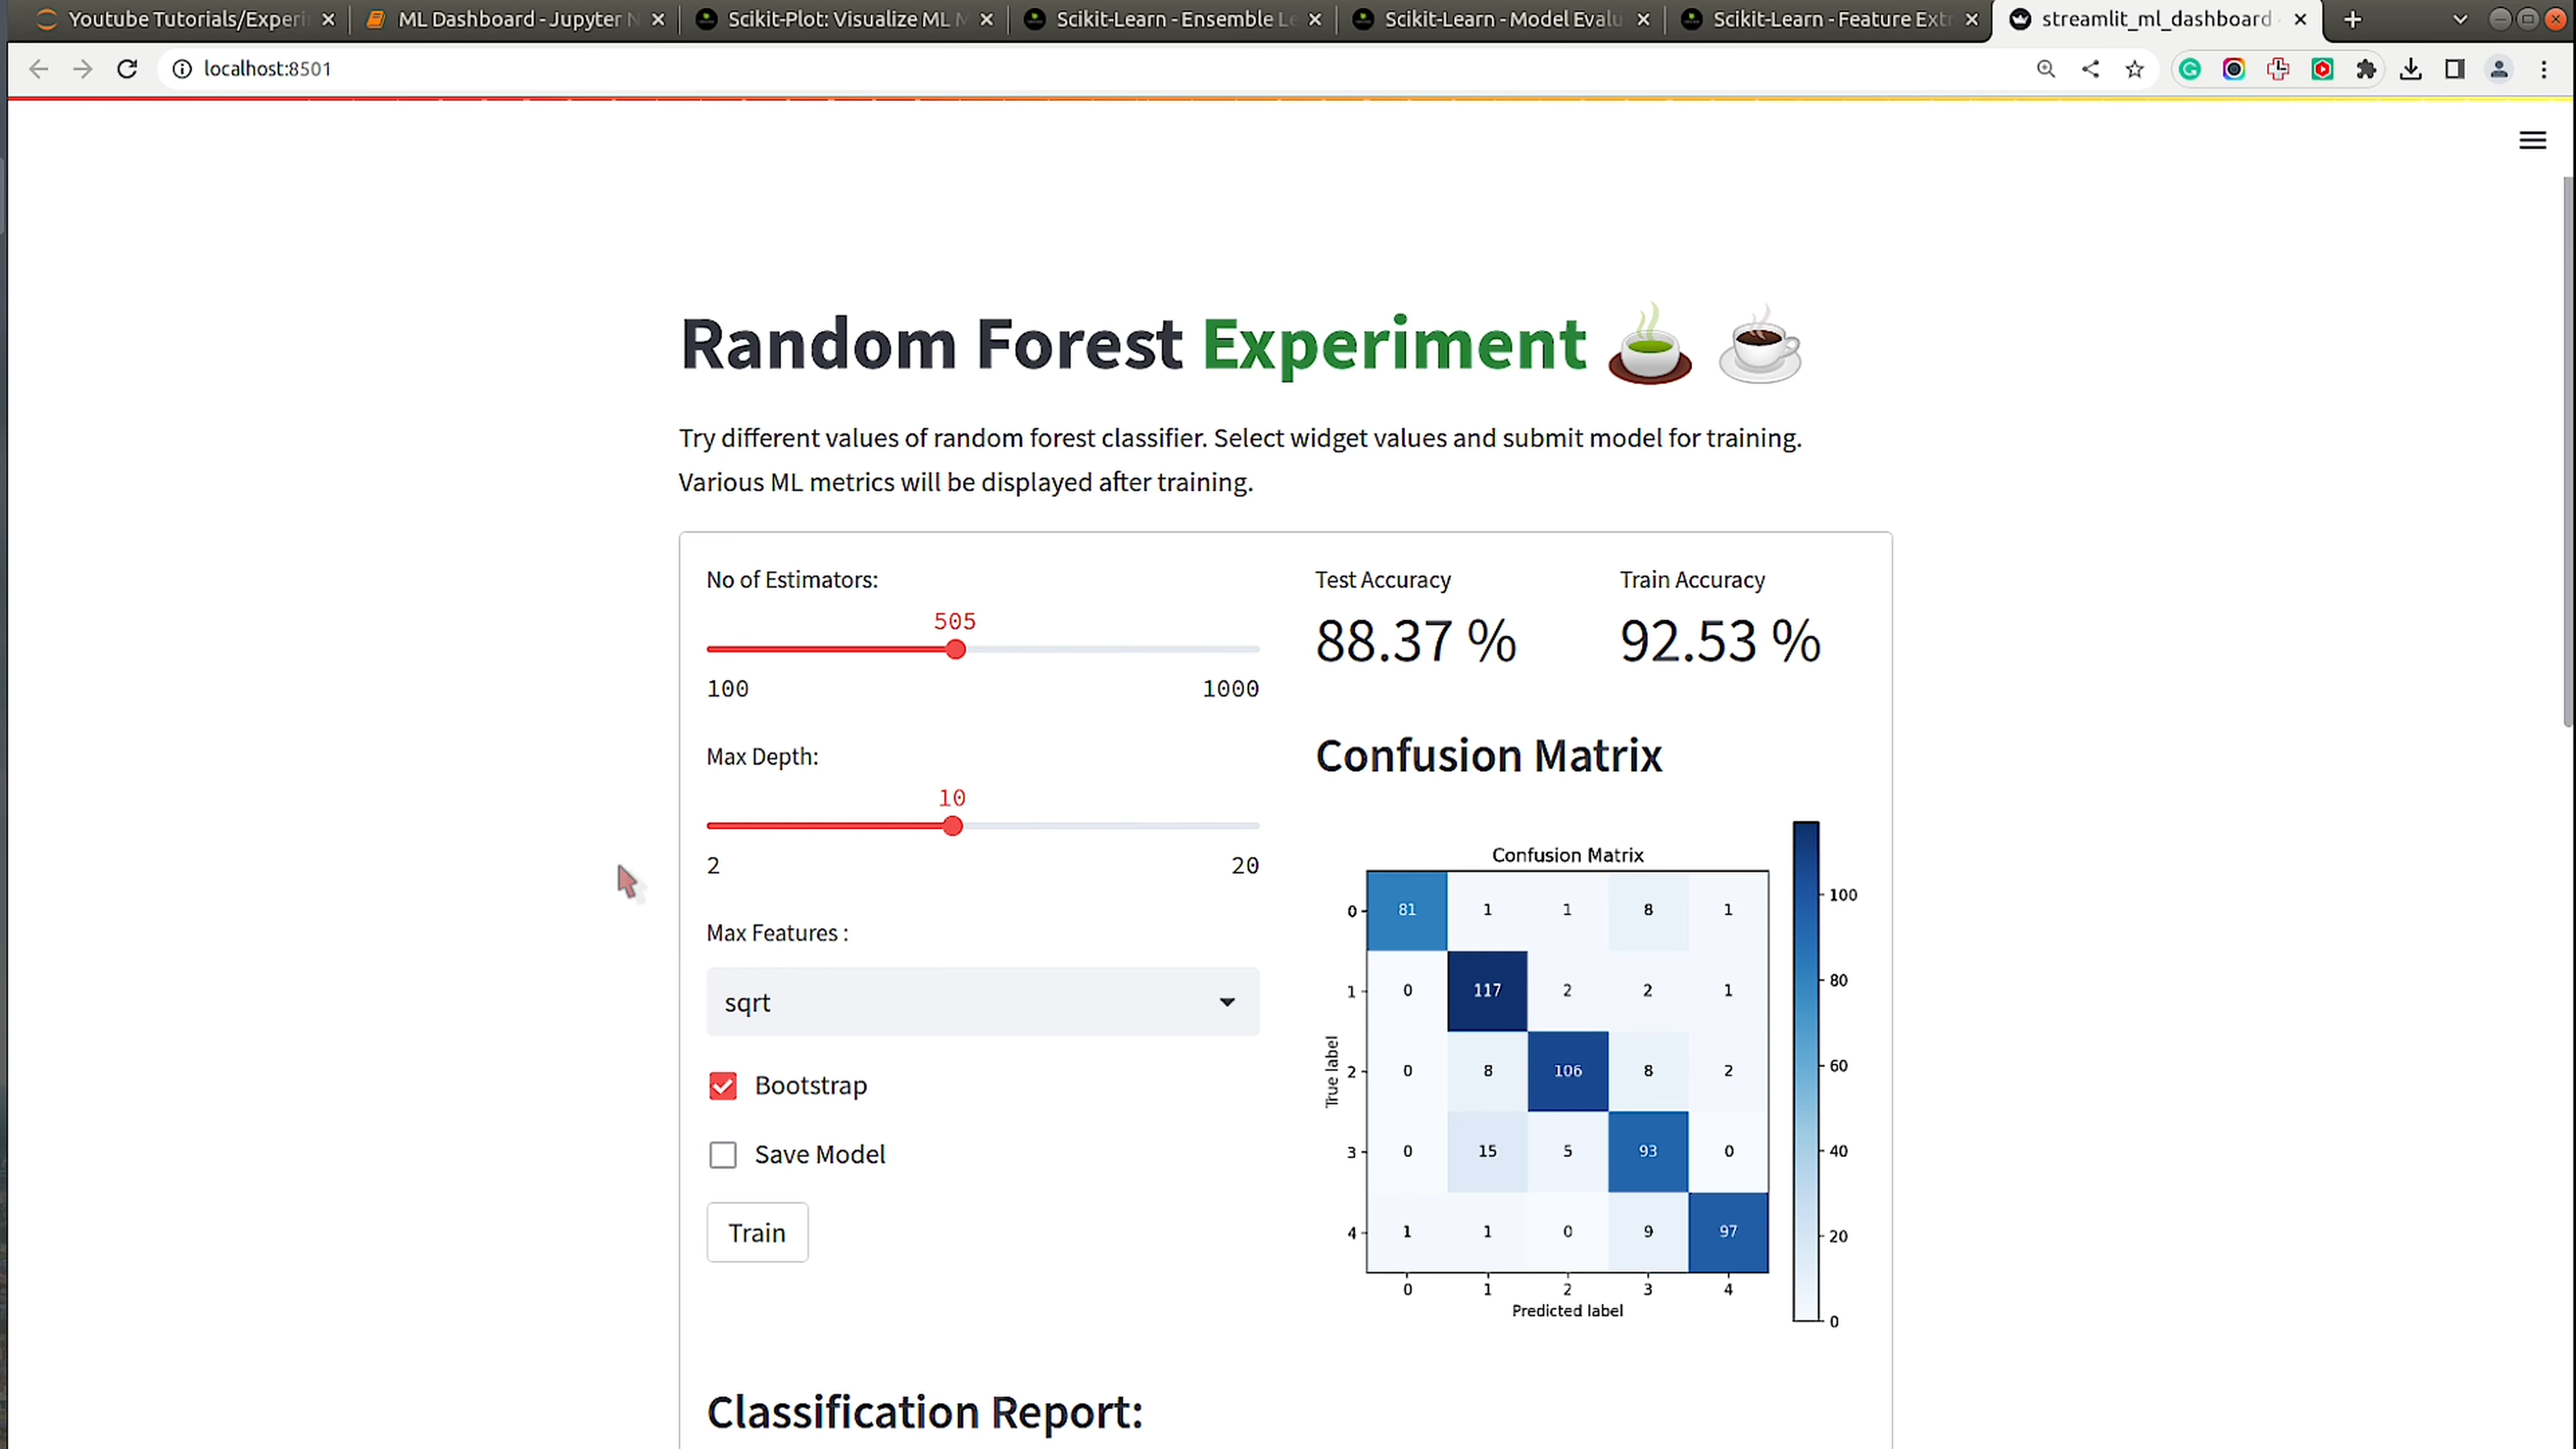 Youtube Tutorials/Experi
ML Dashboard - Jupyter N
Scikit-Plot: Visualize ML M
Scikit-Learn - Ensemble Le
Scikit-Learn - Model Evalu
Scikit-Learn - Feature Extr
streamlit_ml_dashboard
localhost:8501
Random Forest Experiment
Try different values of random forest classifier. Select widget values and submit model for training.
Various ML metrics will be displayed after training.
No of Estimators:
505
100 1000
Max Depth:
10
2 20
Max Features :
sqrt
Bootstrap
Save Model
Train
Test Accuracy
88.37 %
Train Accuracy
92.53 %
Confusion Matrix
Confusion Matrix
True label
0 81 1 1 8 1
1 0 117 2 2 1
2 0 8 106 8 2
3 0 15 5 93 0
4 1 1 0 9 97
0 1 2 3 4
Predicted label
100
80
60
40
20
0
Classification Report: